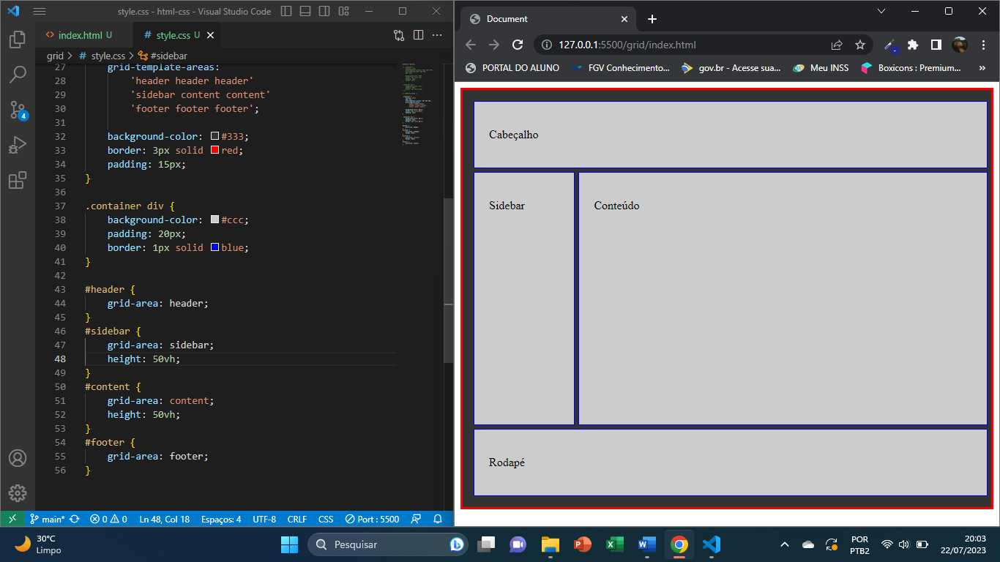 style.css - html-css - Visual Studio Code
index.html U
# style.css U
grid > # style.css > #sidebar
27 grid-template-areas:
28 'header header header'
29 'sidebar content content'
30 'footer footer footer';
31
32 background-color: #333;
33 border: 3px solid red;
34 padding: 15px;
35 }
36
37 .container div {
38 background-color: #ccc;
39 padding: 20px;
40 border: 1px solid blue;
41 }
42
43 #header {
44 grid-area: header;
45 }
46 #sidebar {
47 grid-area: sidebar;
48 height: 50vh;
49 }
50 #content {
51 grid-area: content;
52 height: 50vh;
53 }
54 #footer {
55 grid-area: footer;
56 }
4
main*
0
0
Ln 48, Col 18
Espaços: 4
UTF-8
CRLF
CSS
Port : 5500
Document
127.0.0.1:5500/grid/index.html
PORTAL DO ALUNO
FGV Conhecimento...
gov.br - Acesse sua...
Meu INSS
Boxicons : Premium...
»
Cabeçalho
Sidebar
Conteúdo
Rodapé
30°C
Limpo
Pesquisar
POR
PTB2
20:03
22/07/2023